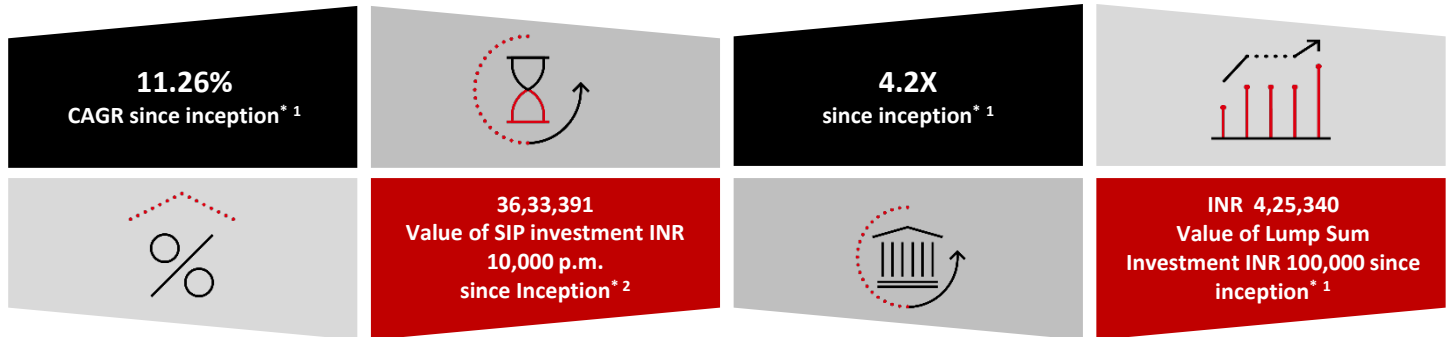 11.26%
CAGR since inception* 1
4.2X
since inception* 1
36,33,391
Value of SIP investment INR
10,000 p.m.
since Inception* 2
INR 4,25,340
Value of Lump Sum
Investment INR 100,000 since
inception* 1